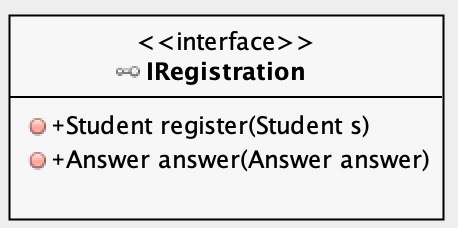 <<interface>>
IRegistration
+Student register(Student s)
+Answer answer(Answer answer)